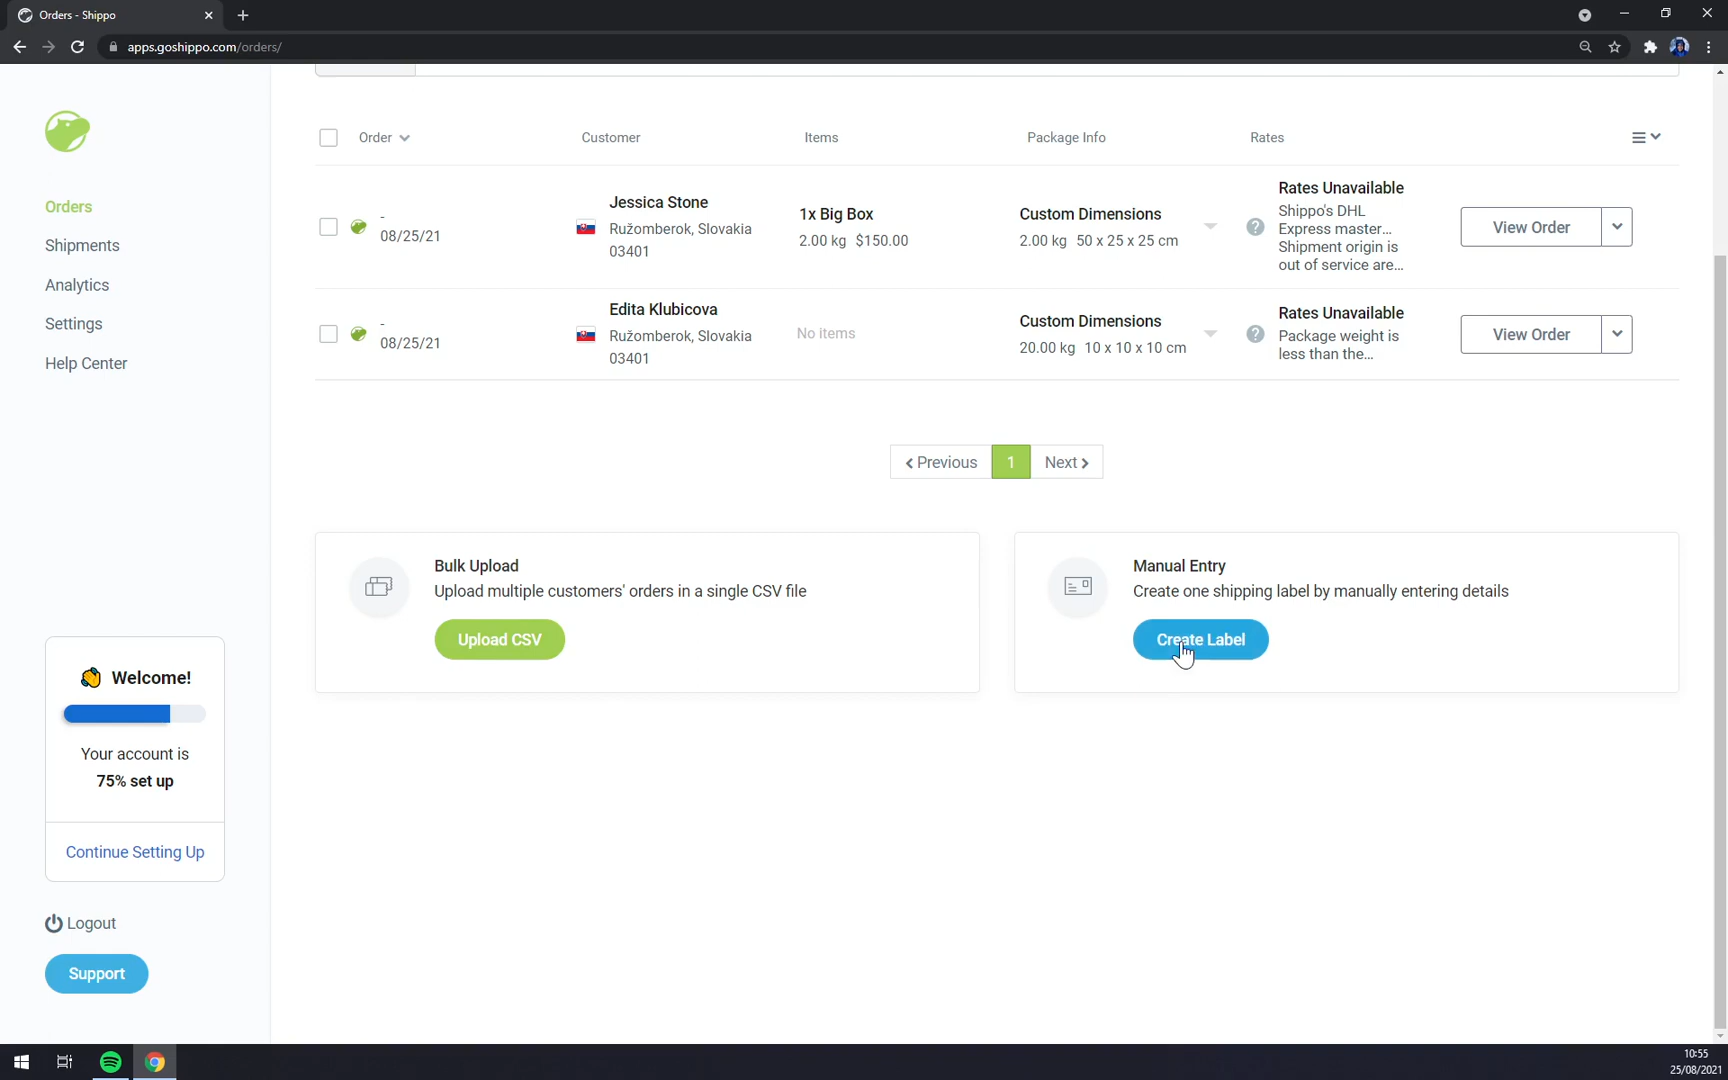 Orders - Shippo
apps.goshippo.com/orders/
Order
Customer
Items
Package Info
Rates
Orders
Shipments
Analytics
Settings
Help Center
-
08/25/21
Jessica Stone
Ružomberok, Slovakia
03401
1x Big Box
2.00 kg $150.00
Custom Dimensions
2.00 kg 50 x 25 x 25 cm
?
Rates Unavailable
Shippo's DHL
Express master...
Shipment origin is
out of service are...
View Order
-
08/25/21
Edita Klubicova
Ružomberok, Slovakia
03401
No items
Custom Dimensions
20.00 kg 10 x 10 x 10 cm
?
Rates Unavailable
Package weight is
less than the...
View Order
Previous
1
Next
Bulk Upload
Upload multiple customers' orders in a single CSV file
Upload CSV
Manual Entry
Create one shipping label by manually entering details
Create Label
Welcome!
Your account is
75% set up
Continue Setting Up
Logout
Support
10:55
25/08/2021